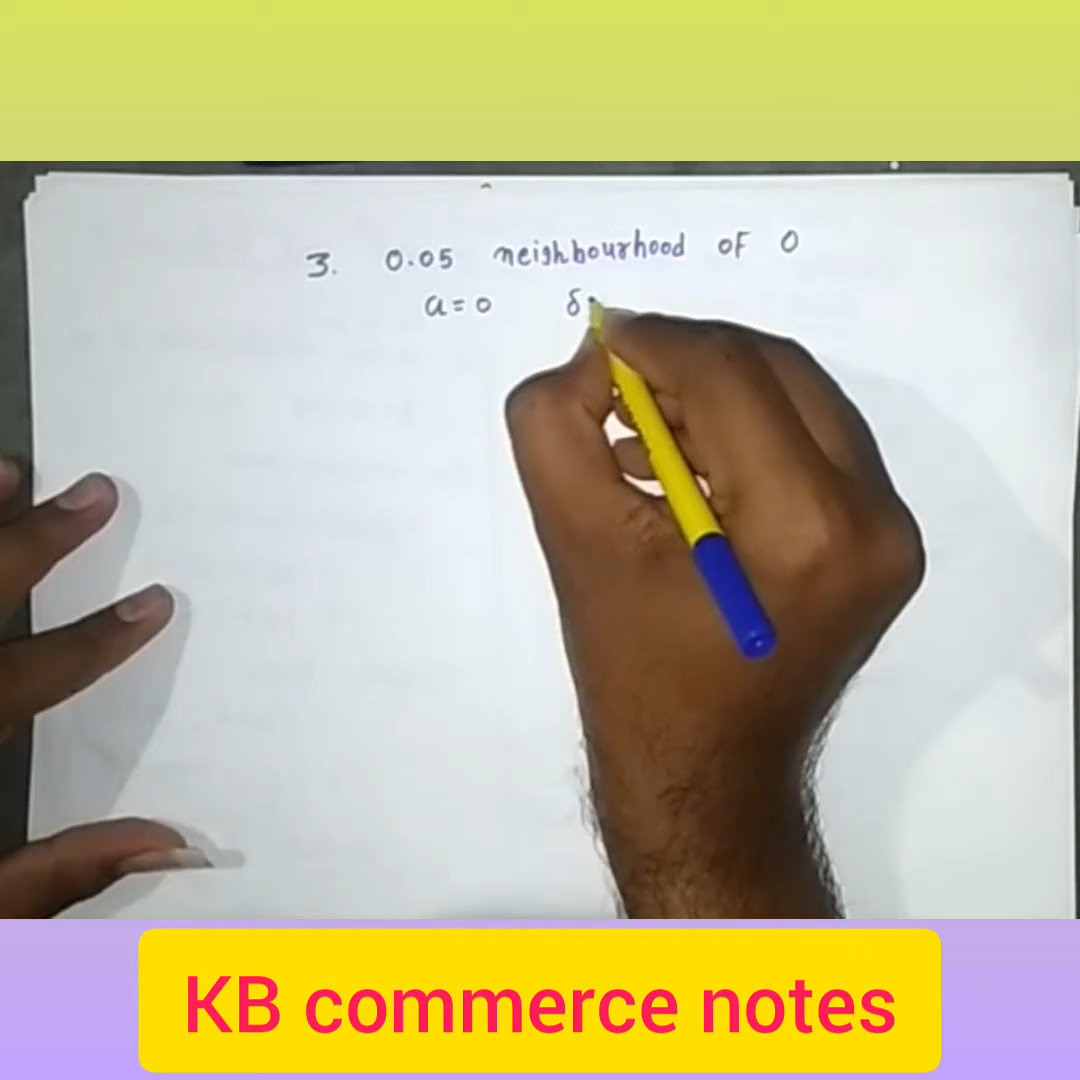 3. 0.05 neighbourhood OF 0
a = 0 δ
KB commerce notes